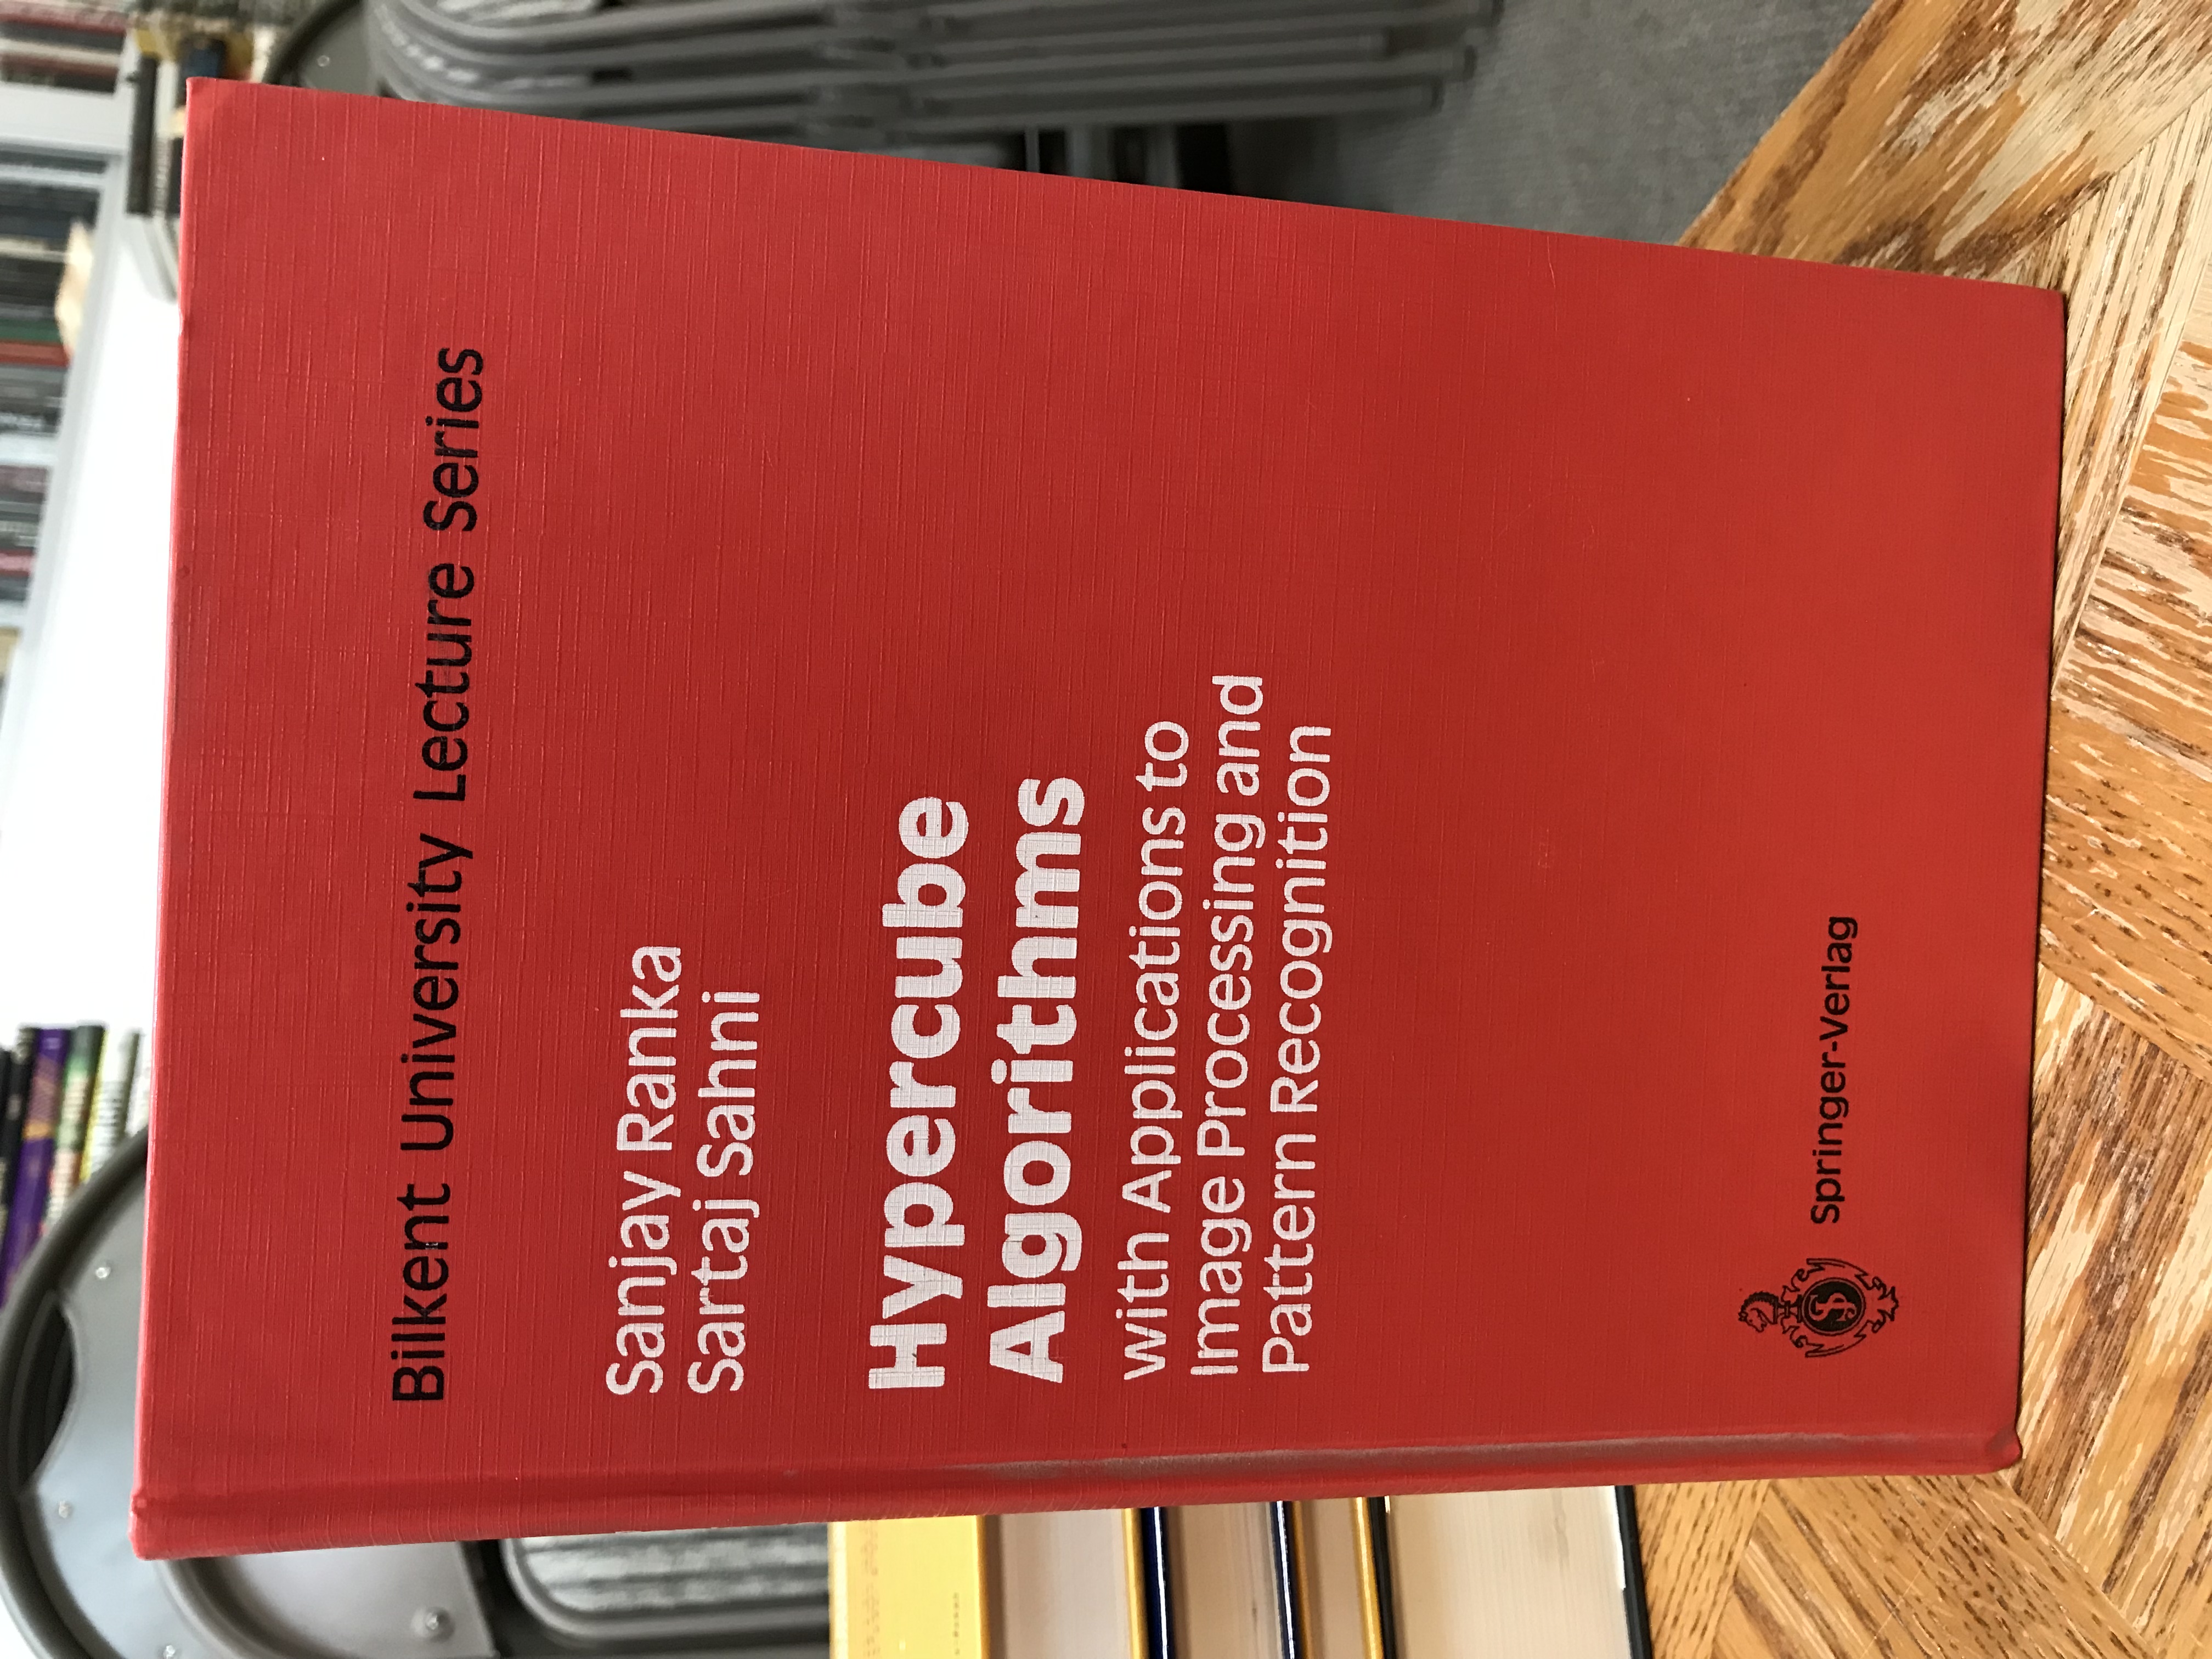 Bilkent University Lecture Series
Sanjay Ranka
Sartaj Sahni
Hypercube
Algorithms
with Applications to
Image Processing and
Pattern Recognition
Springer-Verlag